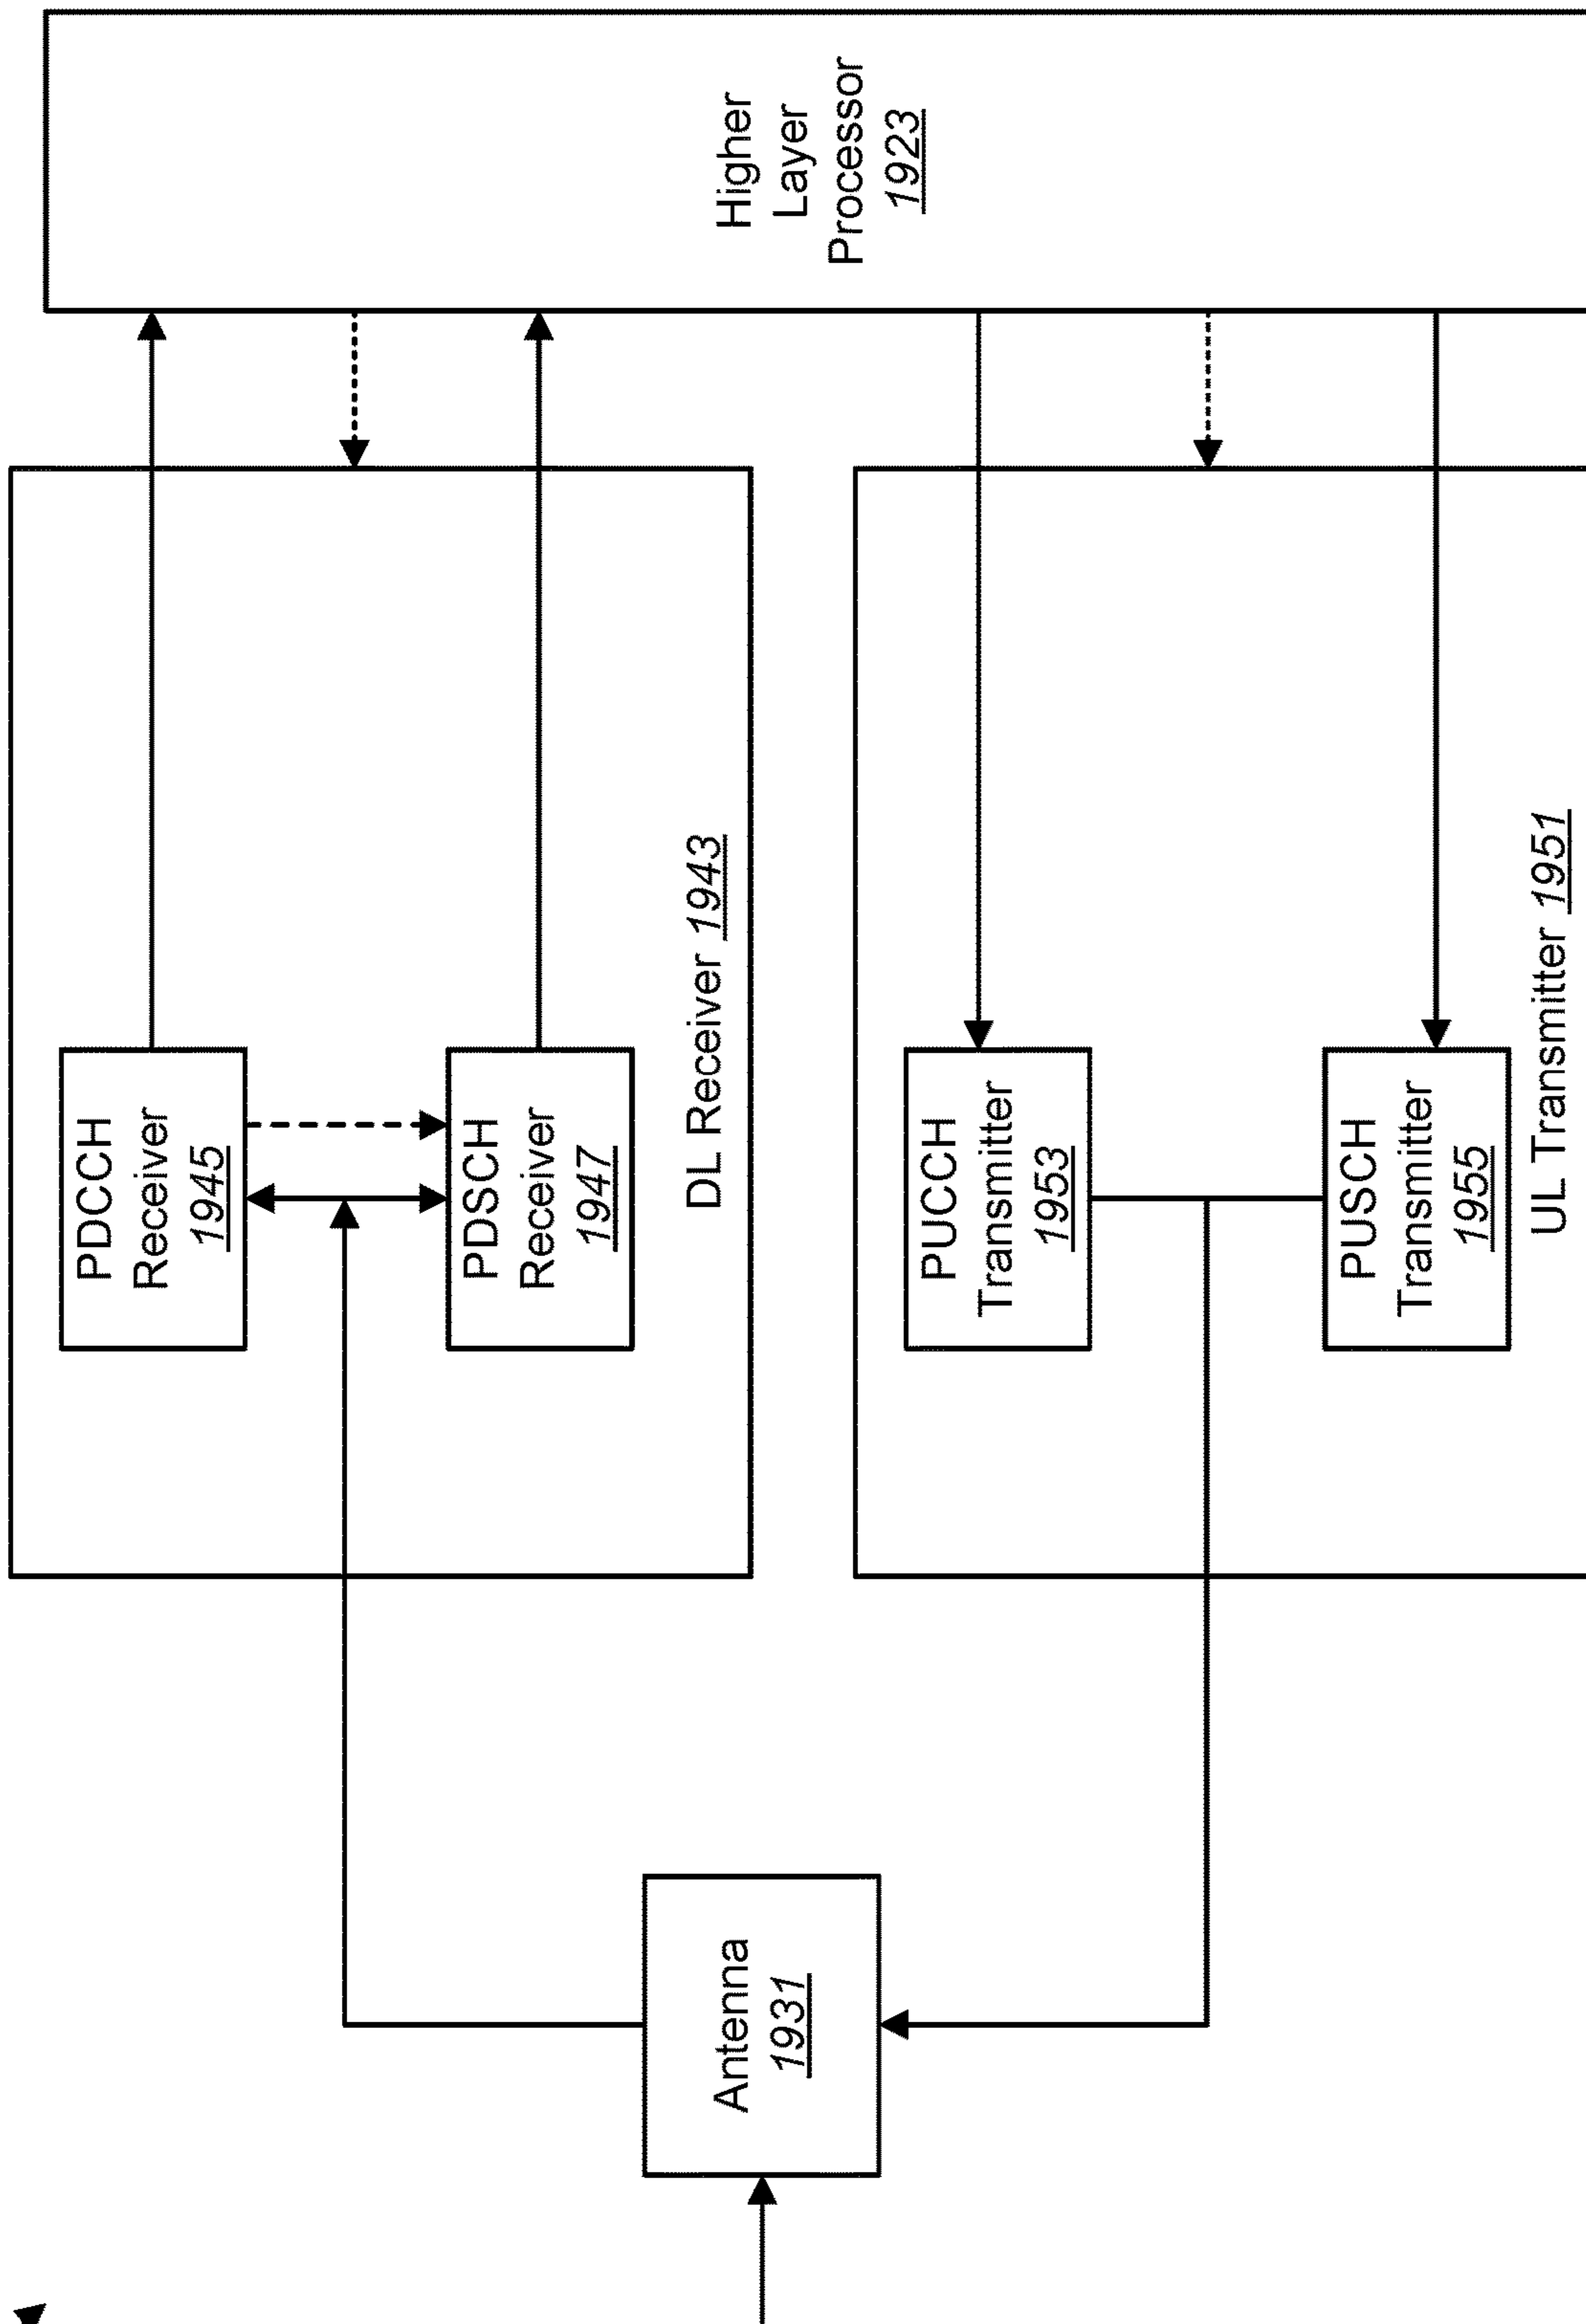 Higher
Layer
Processor
1923
PDCCH
Receiver
1945
PDSCH
Receiver
1947
DL Receiver 1943
PUCCH
Transmitter
1953
PUSCH
Transmitter
1955
UL Transmitter 1951
Antenna
1931